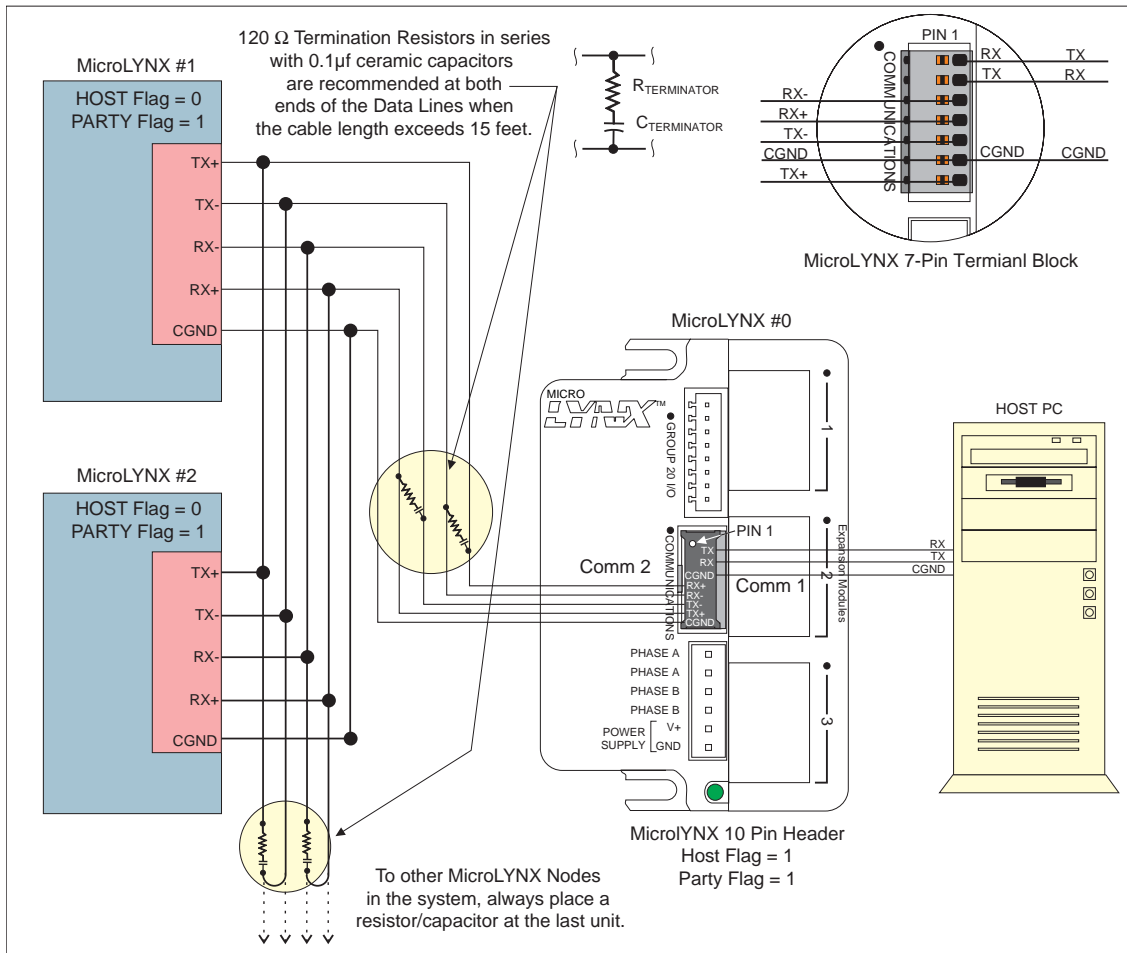 120 Ω Termination Resistors in series
with 0.1µf ceramic capacitors
are recommended at both
ends of the Data Lines when
the cable length exceeds 15 feet.
R TERMINATOR
C TERMINATOR
PIN 1
COMMUNICATIONS
RX TX
TX RX
RX-
RX+
TX-
CGND CGND CGND
TX+
MicroLYNX 7-Pin Termianl Block
MicroLYNX #1
HOST Flag = 0
PARTY Flag = 1
TX+
TX-
RX-
RX+
CGND
MicroLYNX #2
HOST Flag = 0
PARTY Flag = 1
TX+
TX-
RX-
RX+
CGND
To other MicroLYNX Nodes
in the system, always place a
resistor/capacitor at the last unit.
MicroLYNX #0
MICRO
LYNX™
GROUP 20 I/O
1
2
3
Expansion Modules
COMMUNICATIONS
PIN 1
Comm 2
Comm 1
TX
RX
CGND
RX+
RX-
TX-
TX+
CGND
RX
TX
CGND
PHASE A
PHASE A
PHASE B
PHASE B
POWER SUPPLY
V+
GND
MicrolYNX 10 Pin Header
Host Flag = 1
Party Flag = 1
HOST PC